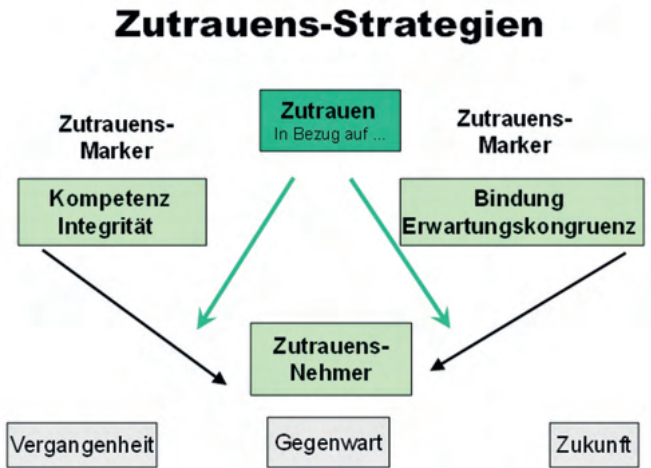 Zutrauens-Strategien
Zutrauens-
Marker
Zutrauen
In Bezug auf ...
Zutrauens-
Marker
Kompetenz
Integrität
Bindung
Erwartungskongruenz
Zutrauens-
Nehmer
Vergangenheit
Gegenwart
Zukunft